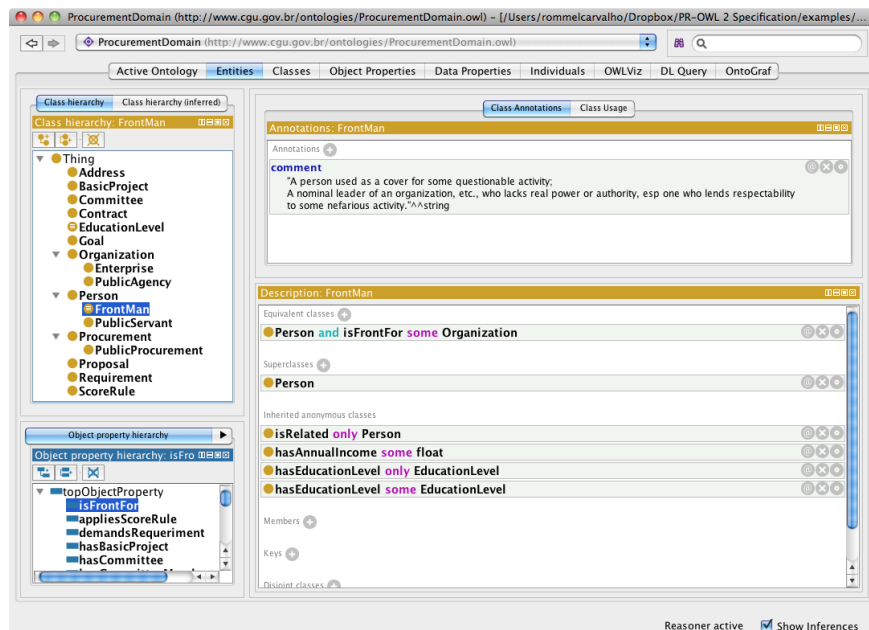 ProcurementDomain (http://www.cgu.gov.br/ontologies/ProcurementDomain.owl) – [/Users/rommelcarvalho/Dropbox/PR-OWL 2 Specification/examples/...
ProcurementDomain (http://www.cgu.gov.br/ontologies/ProcurementDomain.owl)
Active Ontology Entities Classes Object Properties Data Properties Individuals OWLViz DL Query OntoGraf
Class hierarchy Class hierarchy (inferred)
Class hierarchy: FrontMan
Thing
Address
BasicProject
Committee
Contract
EducationLevel
Goal
Organization
Enterprise
PublicAgency
Person
FrontMan
PublicServant
Procurement
PublicProcurement
Proposal
Requirement
ScoreRule
Object property hierarchy
Object property hierarchy: isFro
topObjectProperty
isFrontFor
appliesScoreRule
demandsRequeriment
hasBasicProject
hasCommittee
Class Annotations Class Usage
Annotations: FrontMan
Annotations
comment
"A person used as a cover for some questionable activity;
A nominal leader of an organization, etc., who lacks real power or authority, esp one who lends respectability
to some nefarious activity."^^string
Description: FrontMan
Equivalent classes
Person and isFrontFor some Organization
Superclasses
Person
Inherited anonymous classes
isRelated only Person
hasAnnualIncome some float
hasEducationLevel only EducationLevel
hasEducationLevel some EducationLevel
Members
Keys
Disjoint classes
Reasoner active Show Inferences